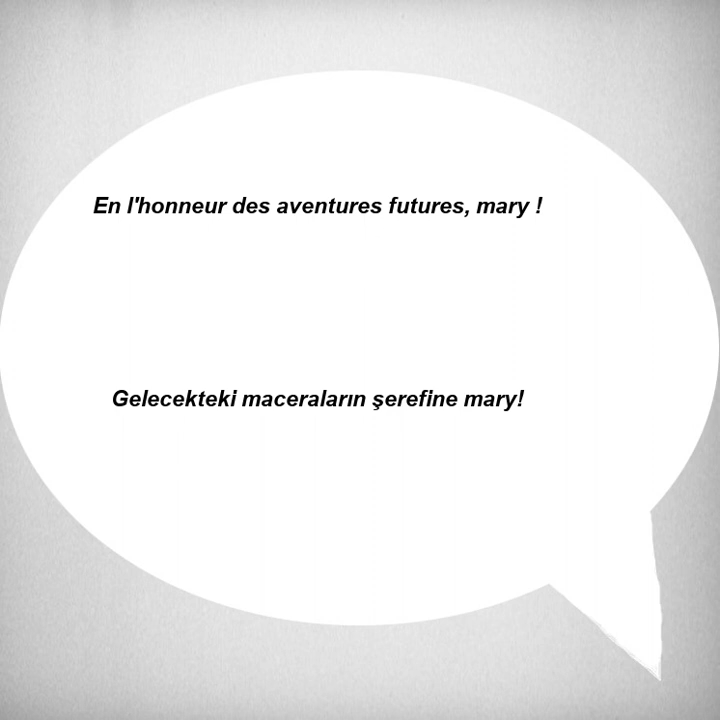 En l'honneur des aventures futures, mary !
Gelecekteki maceraların şerefine mary!